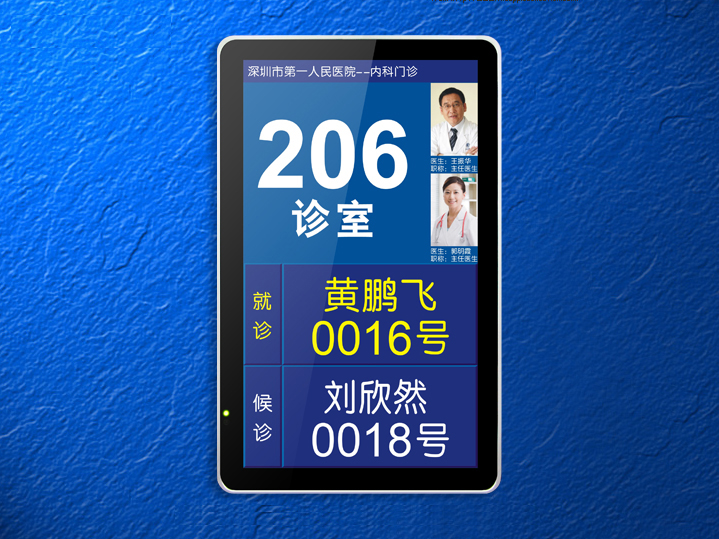 深圳市第一人民医院--内科门诊
206
诊室
医生：王振华
职称：主任医生
医生：郭明霞
职称：主任医生
就诊
黄鹏飞
0016号
候诊
刘欣然
0018号